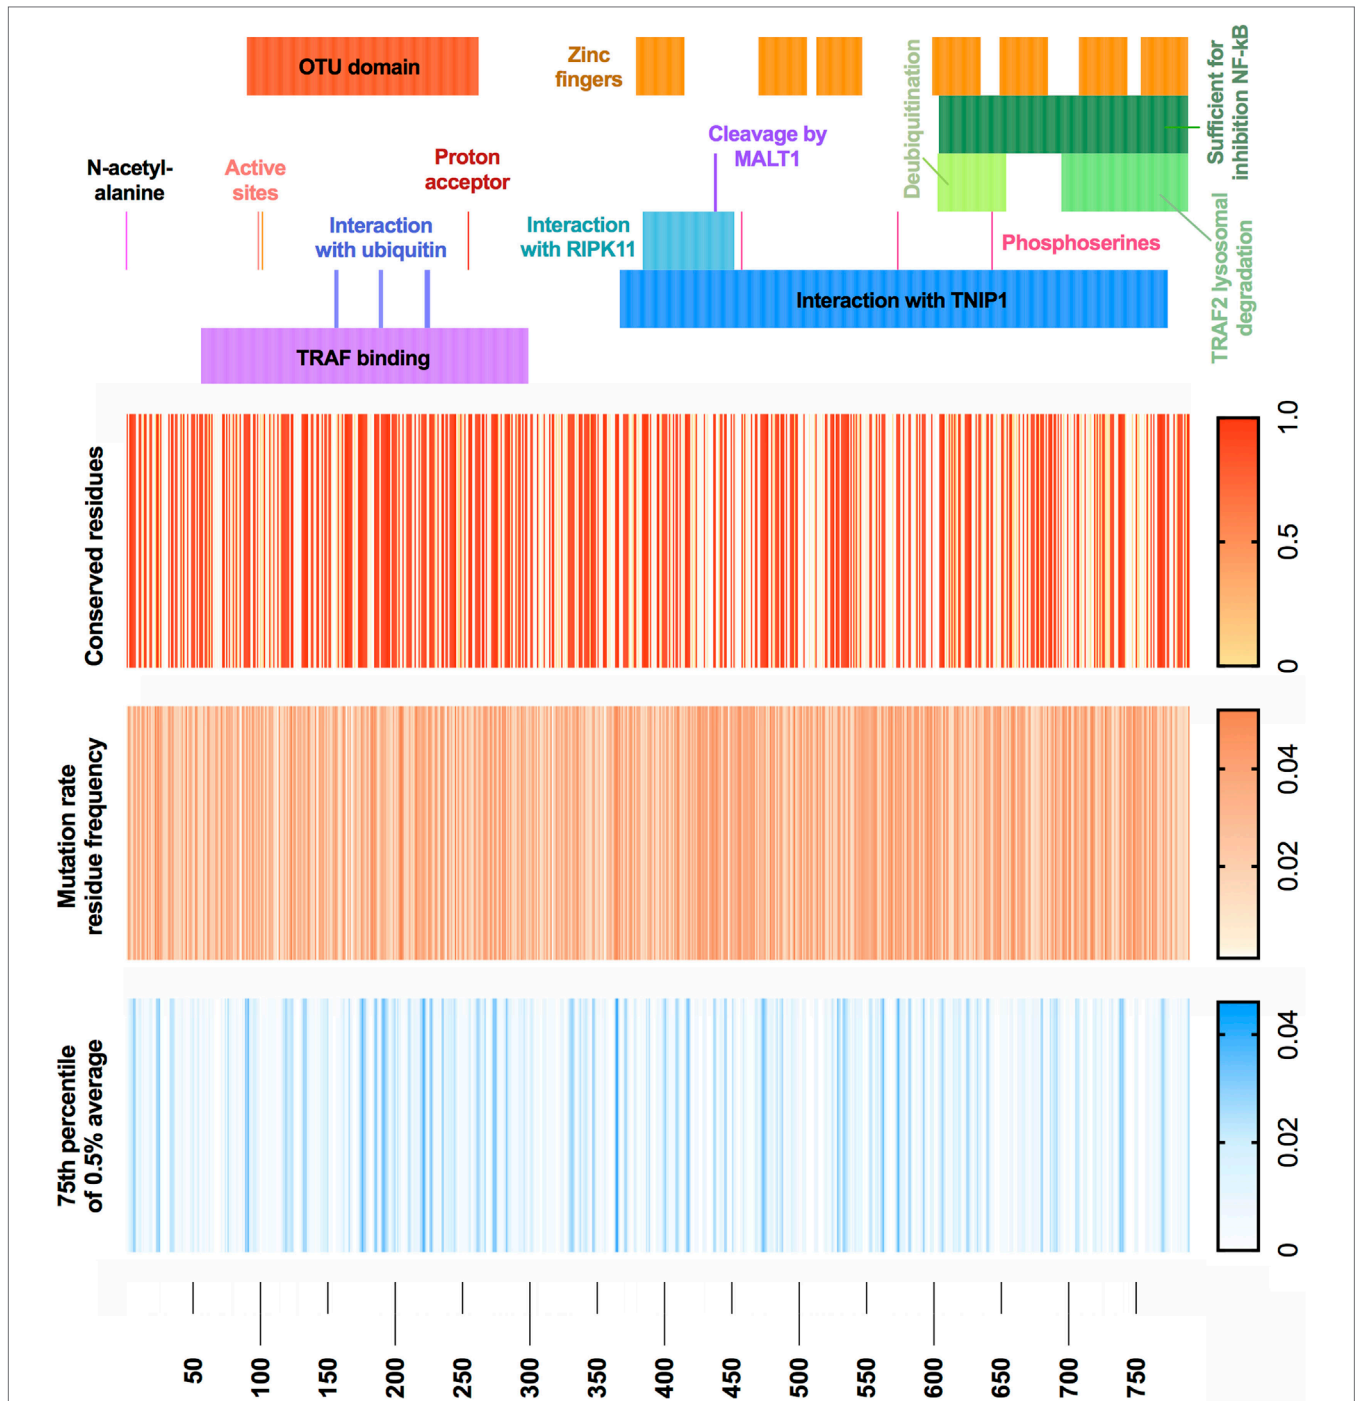 OTU domain
Zinc
fingers
Deubiquitination
Sufficient for
inhibition NF-kB
Cleavage by
MALT1
N-acetyl-
alanine
Active
sites
Proton
acceptor
Interaction
with ubiquitin
Interaction
with RIPK11
Phosphoserines
TRAF2 lysosomal
degradation
Interaction with TNIP1
TRAF binding
Conserved residues
1.0
0.5
0
Mutation rate
residue frequency
0.04
0.02
75th percentile
of 0.5% average
0.04
0.02
0
50
100
150
200
250
300
350
400
450
500
550
600
650
700
750